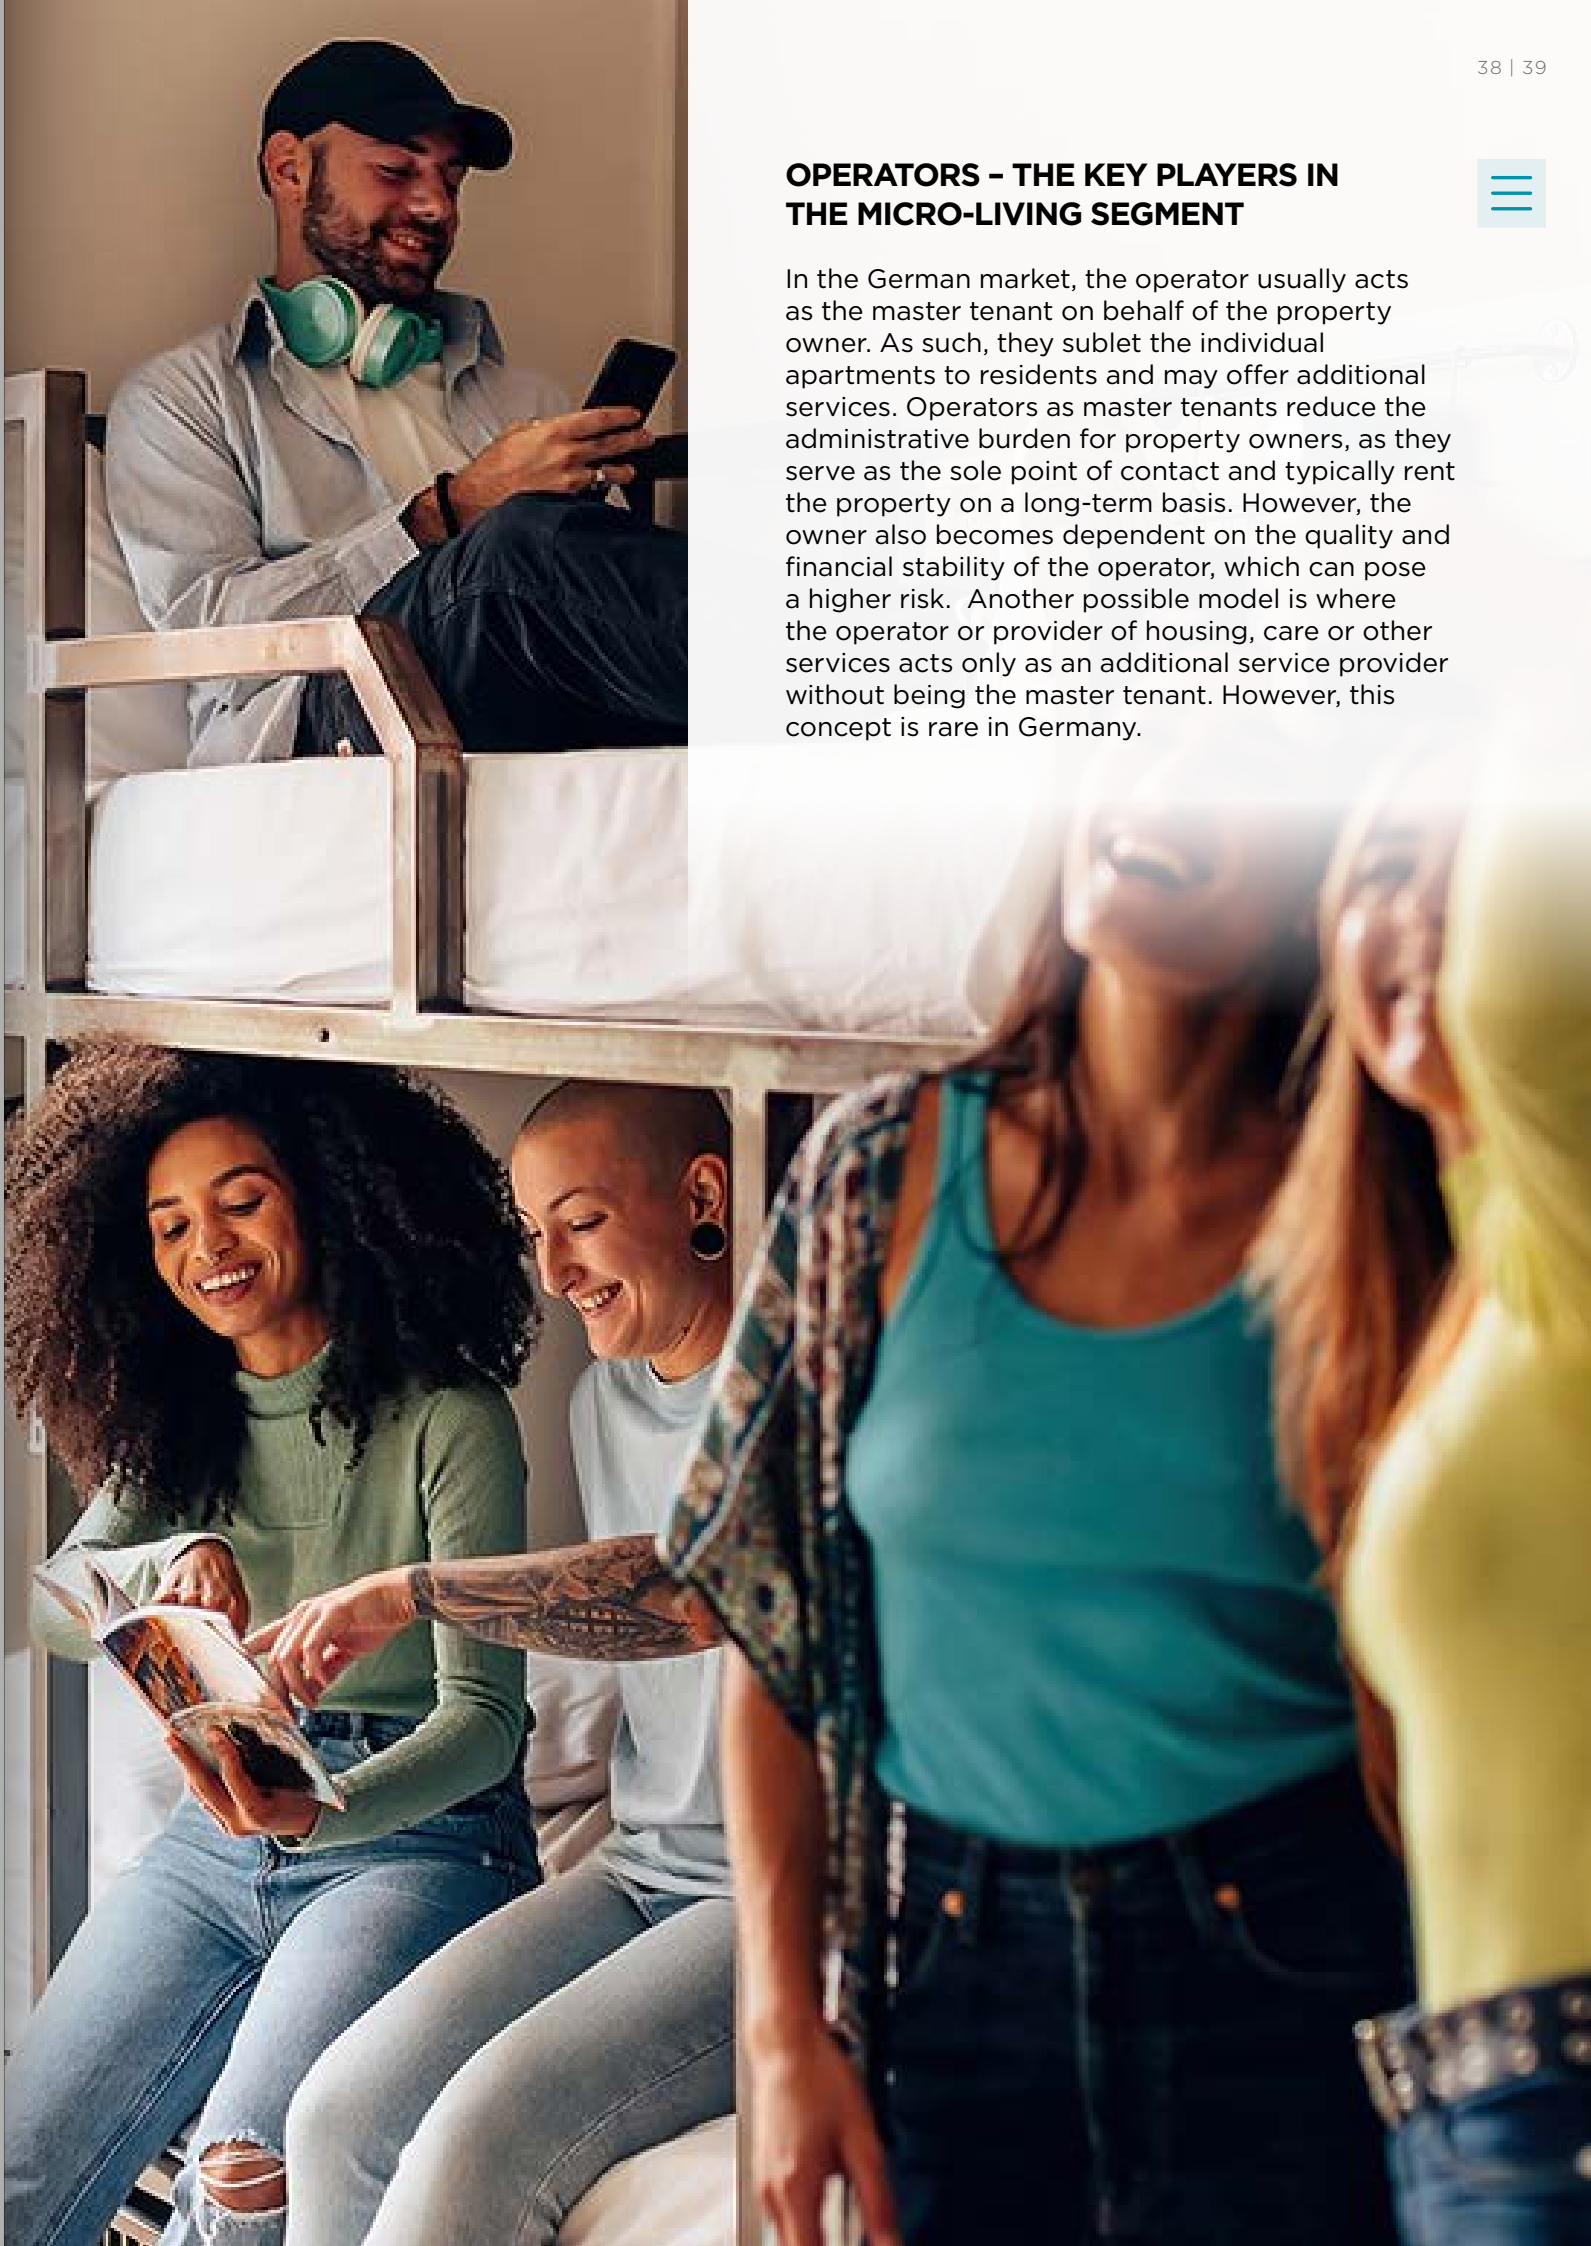 38 | 39
OPERATORS – THE KEY PLAYERS IN
THE MICRO-LIVING SEGMENT
In the German market, the operator usually acts
as the master tenant on behalf of the property
owner. As such, they sublet the individual
apartments to residents and may offer additional
services. Operators as master tenants reduce the
administrative burden for property owners, as they
serve as the sole point of contact and typically rent
the property on a long-term basis. However, the
owner also becomes dependent on the quality and
financial stability of the operator, which can pose
a higher risk.  Another possible model is where
the operator or provider of housing, care or other
services acts only as an additional service provider
without being the master tenant. However, this
concept is rare in Germany.